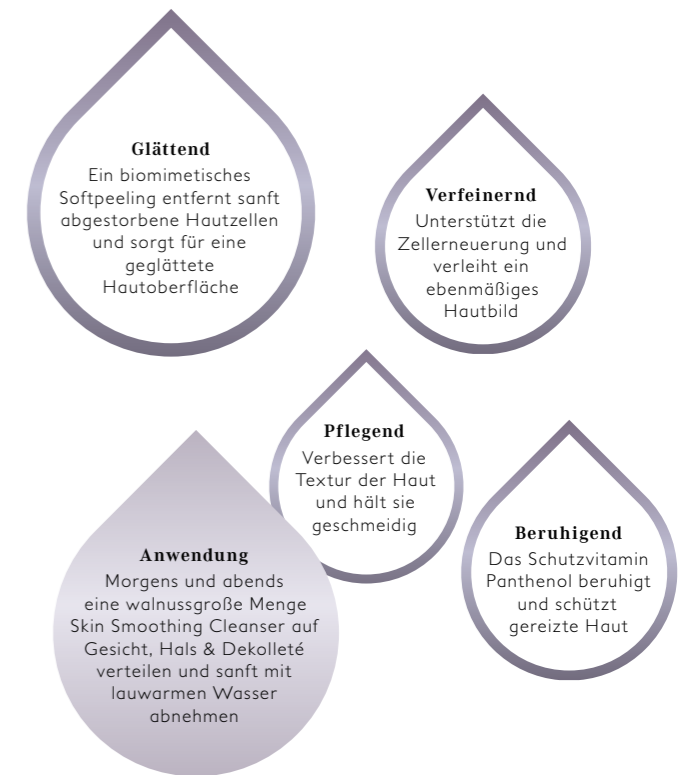 Glättend
Ein biomimetisches
Softpeeling entfernt sanft
abgestorbene Hautzellen
und sorgt für eine
geglättete
Hautoberfläche
Verfeinernd
Unterstützt die
Zellerneuerung und
verleiht ein
ebenmäßiges
Hautbild
Pflegend
Verbessert die
Textur der Haut
und hält sie
geschmeidig
Beruhigend
Das Schutzvitamin
Panthenol beruhigt
und schützt
gereizte Haut
Anwendung
Morgens und abends
eine walnussgroße Menge
Skin Smoothing Cleanser auf
Gesicht, Hals & Dekolleté
verteilen und sanft mit
lauwarmen Wasser
abnehmen